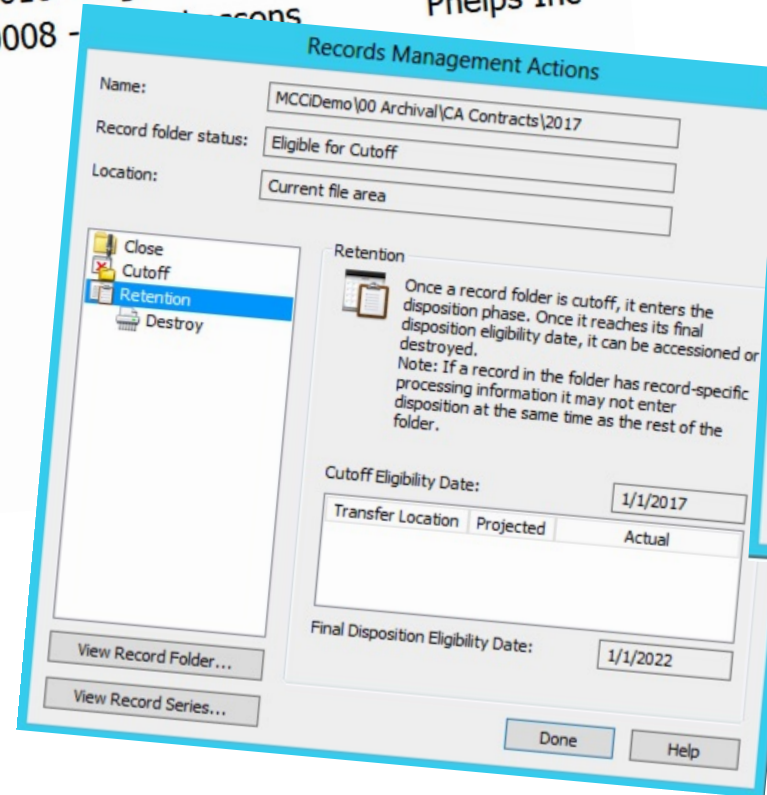 Phelps Inc
008 -
Records Management Actions
Name:
MCCiDemo\00 Archival\CA Contracts\2017
Record folder status:
Eligible for Cutoff
Location:
Current file area
Close
Cutoff
Retention
Destroy
Retention
Once a record folder is cutoff, it enters the
disposition phase. Once it reaches its final
disposition eligibility date, it can be accessioned or
destroyed.
Note: If a record in the folder has record-specific
processing information it may not enter
disposition at the same time as the rest of the
folder.
Cutoff Eligibility Date:
1/1/2017
Transfer Location Projected Actual
Final Disposition Eligibility Date:
1/1/2022
View Record Folder...
View Record Series...
Done
Help